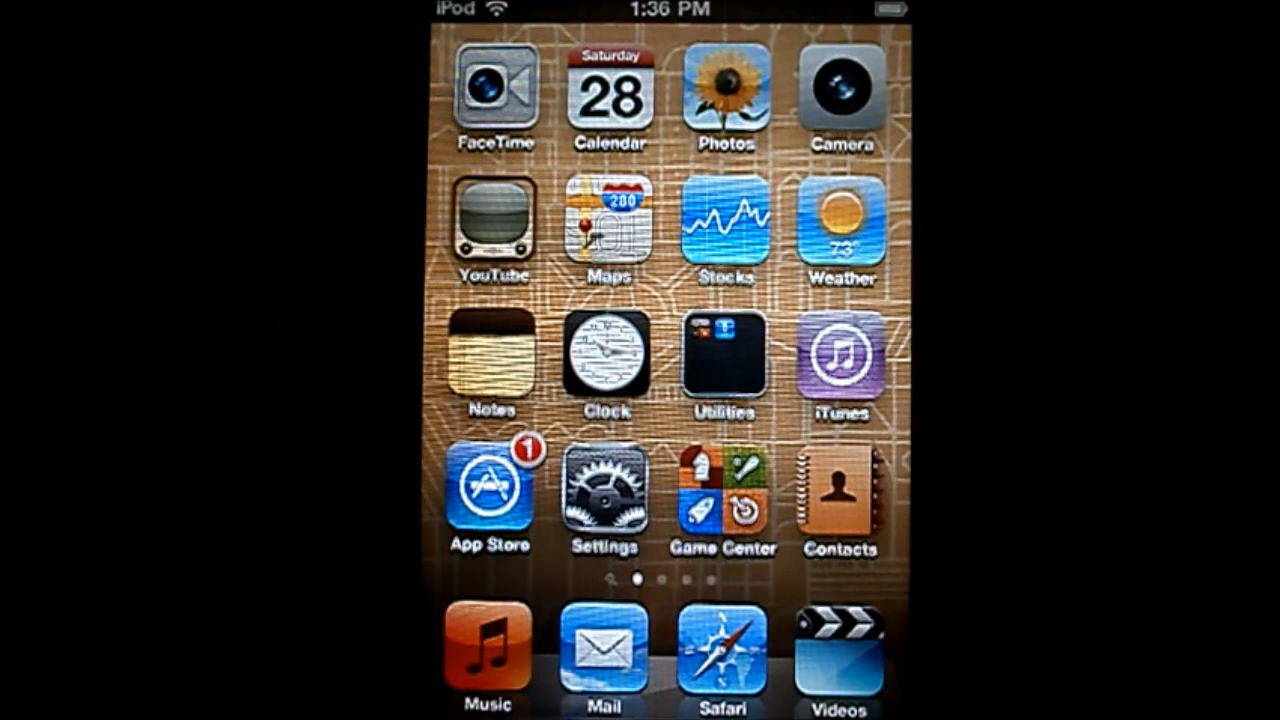 iPod 1:36 PM
Saturday
28
FaceTime Calendar Photos Camera
280
73°
YouTube Maps Stocks Weather
Notes Clock Utilities iTunes
1
App Store Settings Game Center Contacts
Music Mail Safari Videos